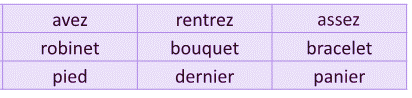 avez rentrez assez
robinet bouquet bracelet
pied dernier panier